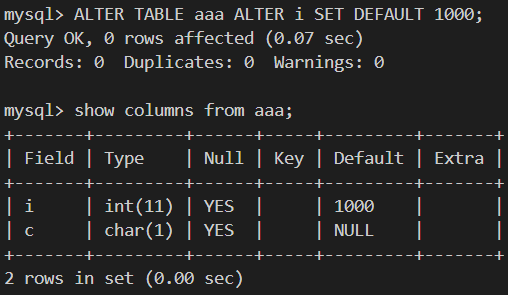 mysql> ALTER TABLE aaa ALTER i SET DEFAULT 1000;
Query OK, 0 rows affected (0.07 sec)
Records: 0  Duplicates: 0  Warnings: 0

mysql> show columns from aaa;
+-------+---------+------+-----+---------+-------+
| Field | Type    | Null | Key | Default | Extra |
+-------+---------+------+-----+---------+-------+
| i     | int(11) | YES  |     | 1000    |       |
| c     | char(1) | YES  |     | NULL    |       |
+-------+---------+------+-----+---------+-------+
2 rows in set (0.00 sec)